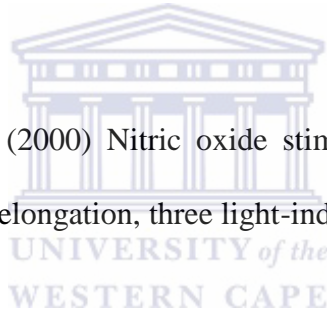 (2000) Nitric oxide stim
elongation, three light-ind
UNIVERSITY of the
WESTERN CAPE